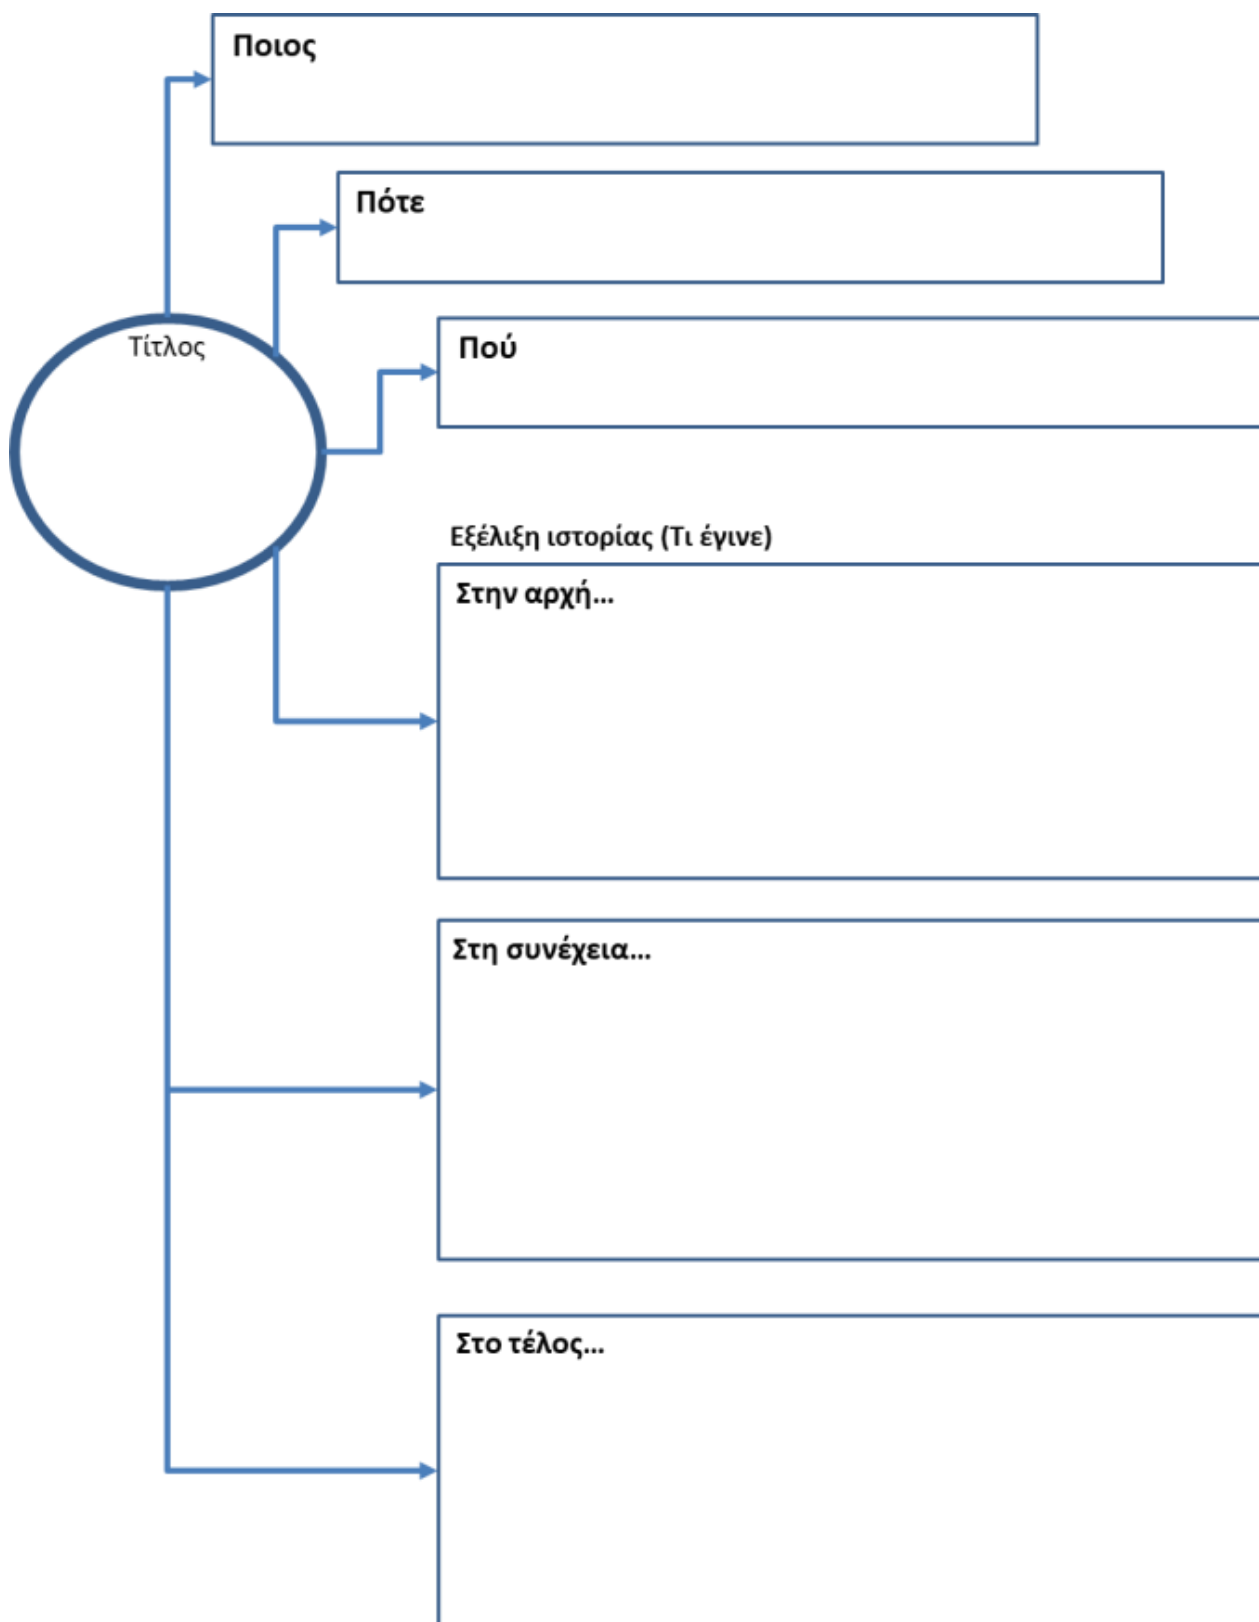 Ποιος
Πότε
Τίτλος
Πού
Εξέλιξη ιστορίας (Τι έγινε)
Στην αρχή...
Στη συνέχεια...
Στο τέλος...